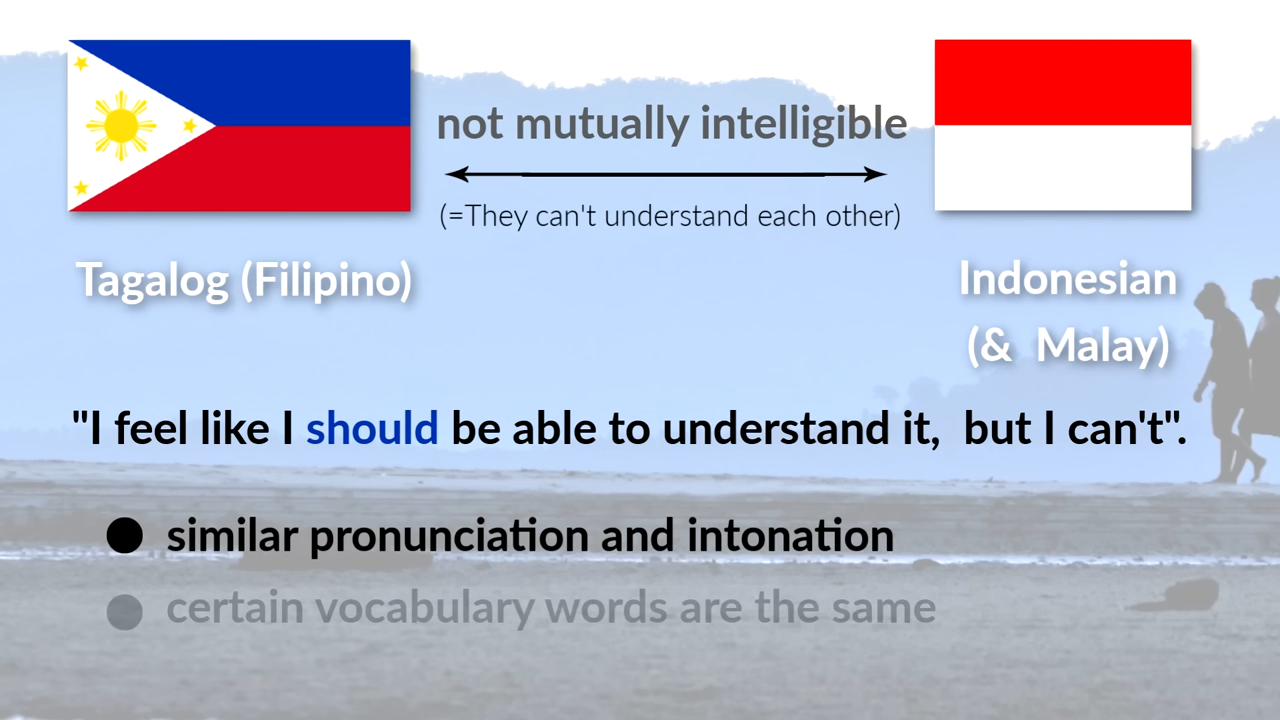 not mutually intelligible
(=They can't understand each other)
Tagalog (Filipino)
Indonesian
(& Malay)
"I feel like I should be able to understand it, but I can't".
● similar pronunciation and intonation
● certain vocabulary words are the same